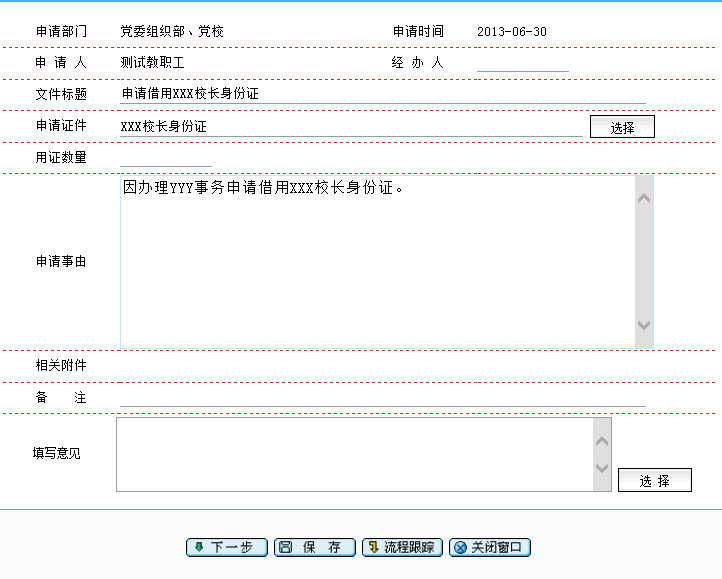 申请部门 党委组织部、党校 申请时间 2013-06-30
申 请 人 测试教职工 经 办 人
文件标题 申请借用XXX校长身份证
申请证件 XXX校长身份证 选择
用证数量
因办理YYY事务申请借用XXX校长身份证。
申请事由
相关附件
备 注
填写意见
选 择
下一步 保 存 流程跟踪 关闭窗口